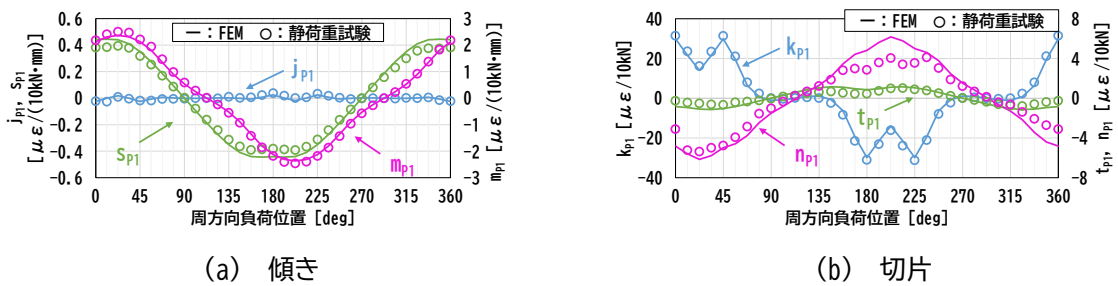 ー：FEM ○：静荷重試験
j_P1, s_P1
[με/(10kN・mm)]
0.6
0.4
0.2
0
-0.2
-0.4
-0.6
3
2
1
0
-1
-2
-3
m_P1 [με/(10kN・mm)]
j_P1
s_P1
m_P1
0 45 90 135 180 225 270 315 360
周方向負荷位置 [deg]
(a) 傾き
ー：FEM ○：静荷重試験
k_P1 [με/10kN]
40
20
0
-20
-40
8
4
0
-4
-8
t_P1, n_P1 [με/10kN]
k_P1
t_P1
n_P1
0 45 90 135 180 225 270 315 360
周方向負荷位置 [deg]
(b) 切片